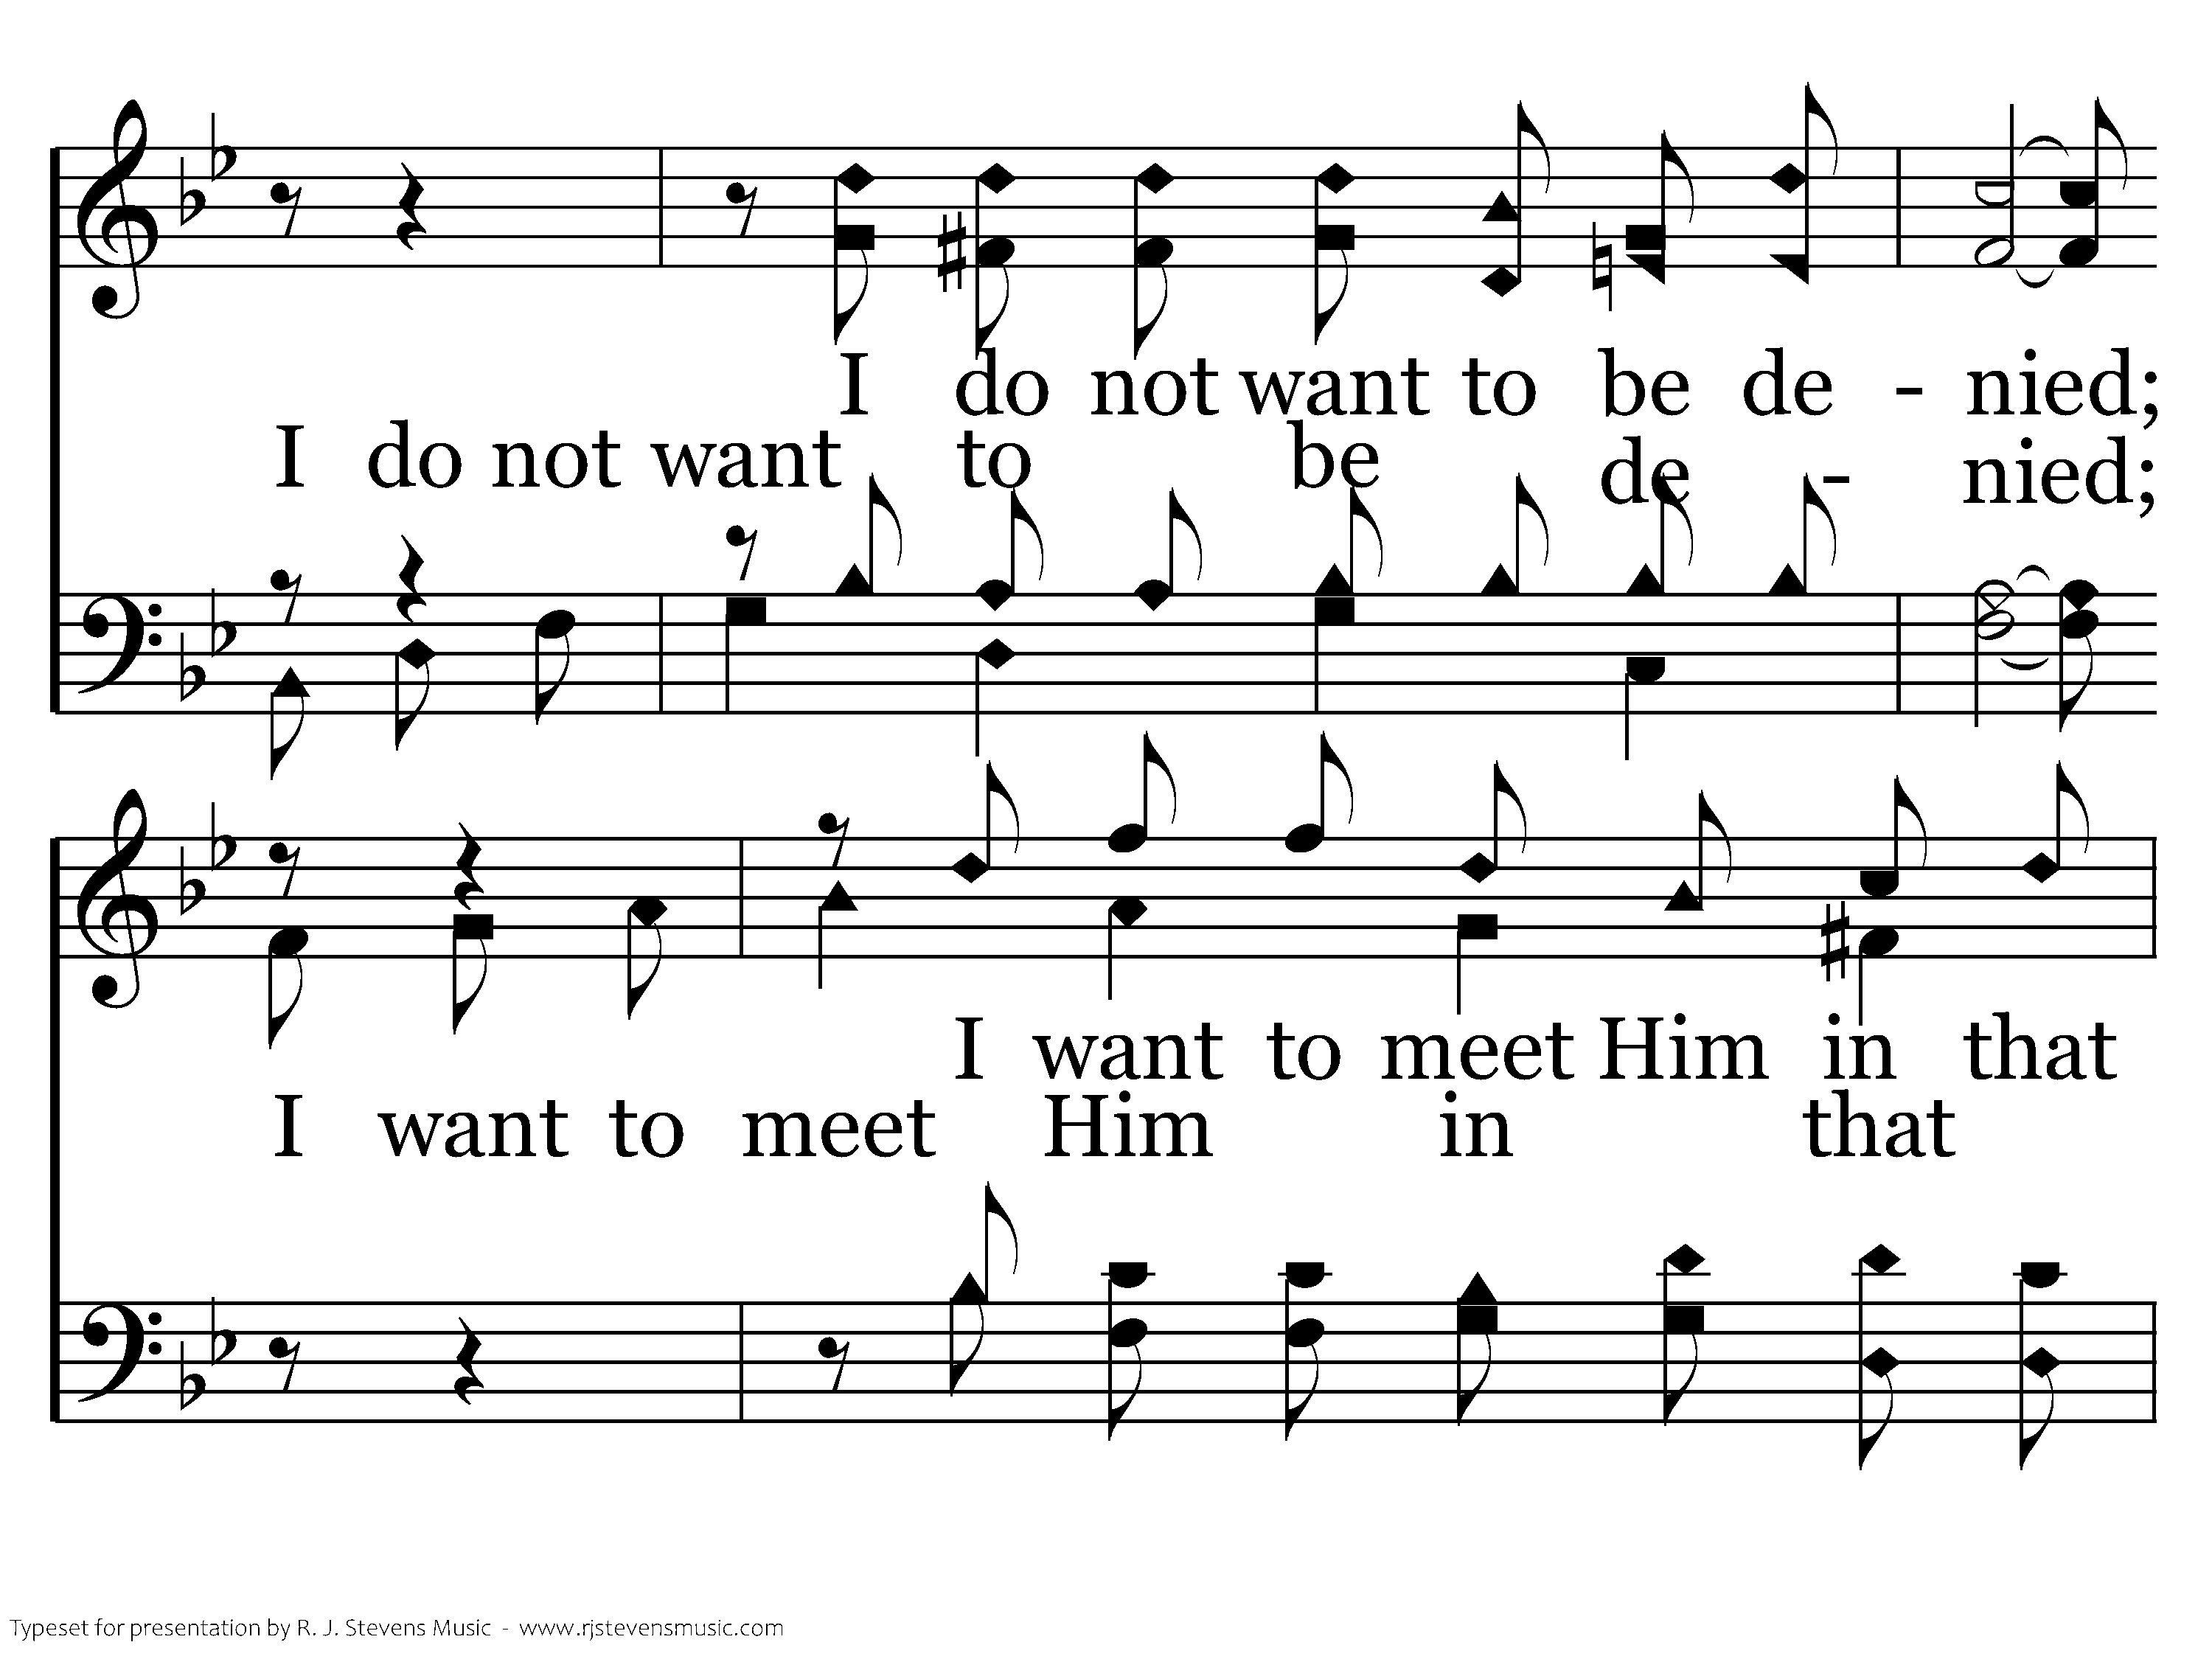 I do not want to be de - nied;
I do not want to be de - nied;
I want to meet Him in that
I want to meet Him in that
Typeset for presentation by R. J. Stevens Music - www.rjstevensmusic.com